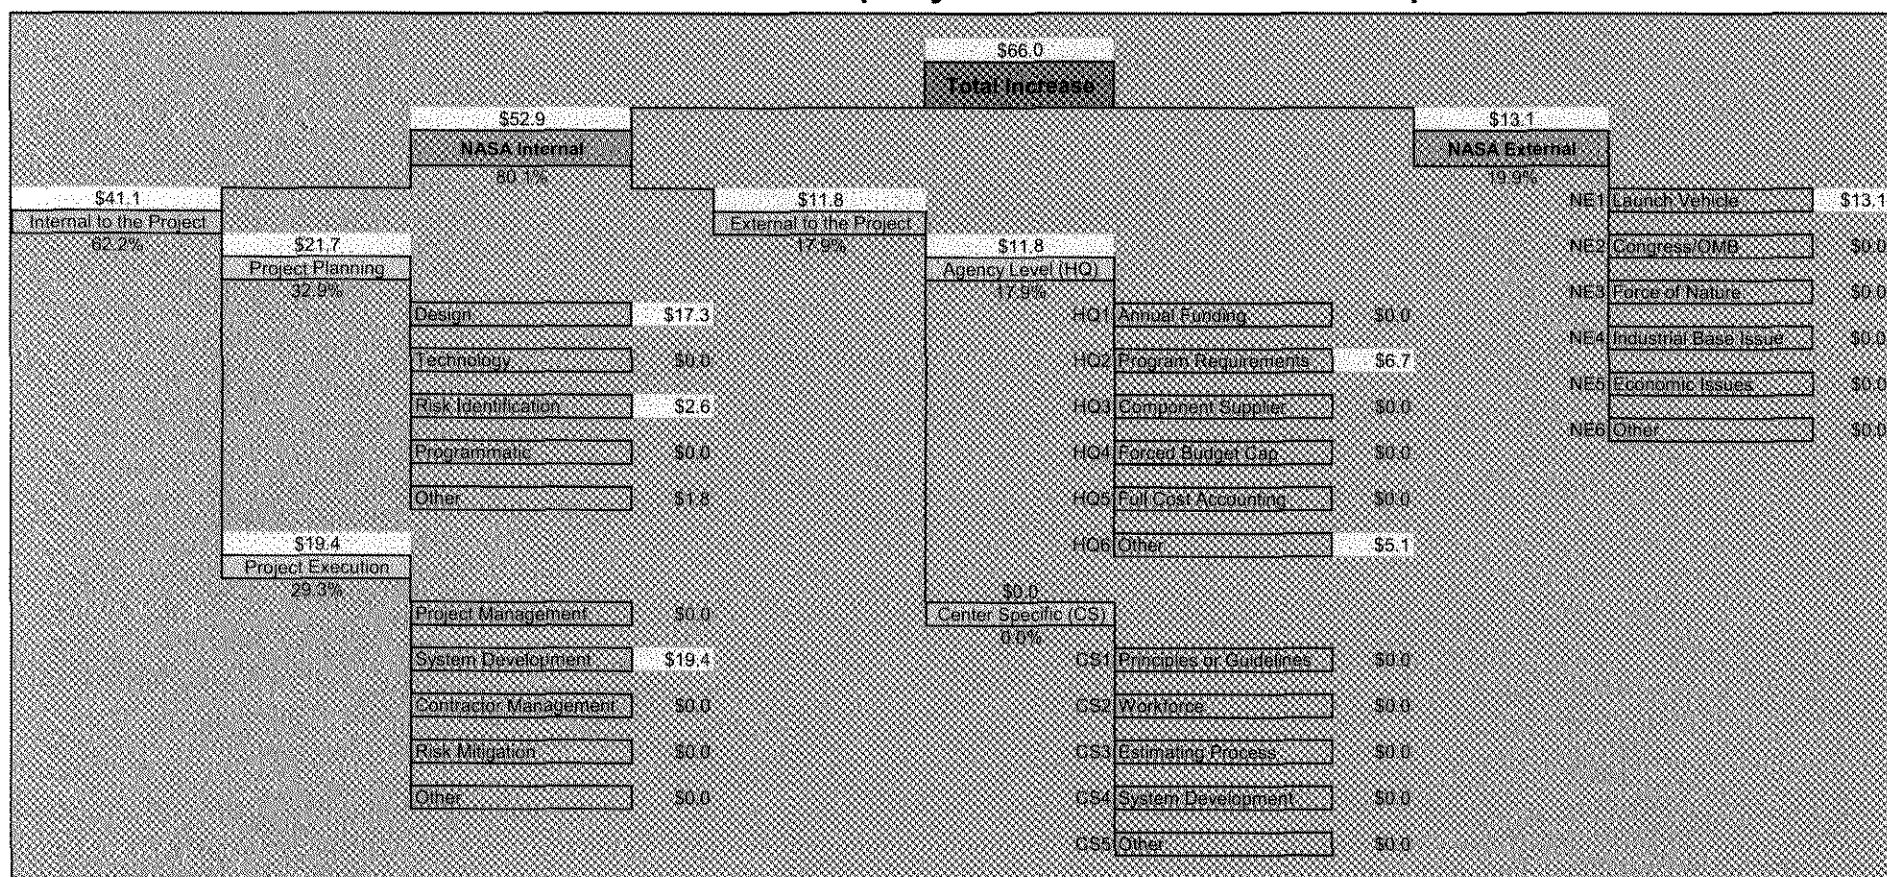 $66.0
Total Increase
$52.9
NASA Internal
80.1%
$13.1
NASA External
19.9%
$41.1
Internal to the Project
62.2%
$11.8
External to the Project
17.9%
$21.7
Project Planning
32.9%
Design $17.3
Technology $0.0
Risk Identification $2.6
Programmatic $0.0
Other $1.8
$19.4
Project Execution
29.3%
Project Management $0.0
System Development $19.4
Contractor Management $0.0
Risk Mitigation $0.0
Other $0.0
$11.8
Agency Level (HQ)
17.9%
HQ1 Annual Funding $0.0
HQ2 Program Requirements $6.7
HQ3 Component Supplier $0.0
HQ4 Forced Budget Cap $0.0
HQ5 Full Cost Accounting $0.0
HQ6 Other $5.1
$0.0
Center Specific (CS)
0.0%
CS1 Principles or Guidelines $0.0
CS2 Workforce $0.0
CS3 Estimating Process $0.0
CS4 System Development $0.0
CS5 Other $0.0
NE1 Launch Vehicle $13.1
NE2 Congress/OMB $0.0
NE3 Force of Nature $0.0
NE4 Industrial Base Issue $0.0
NE5 Economic Issues $0.0
NE6 Other $0.0